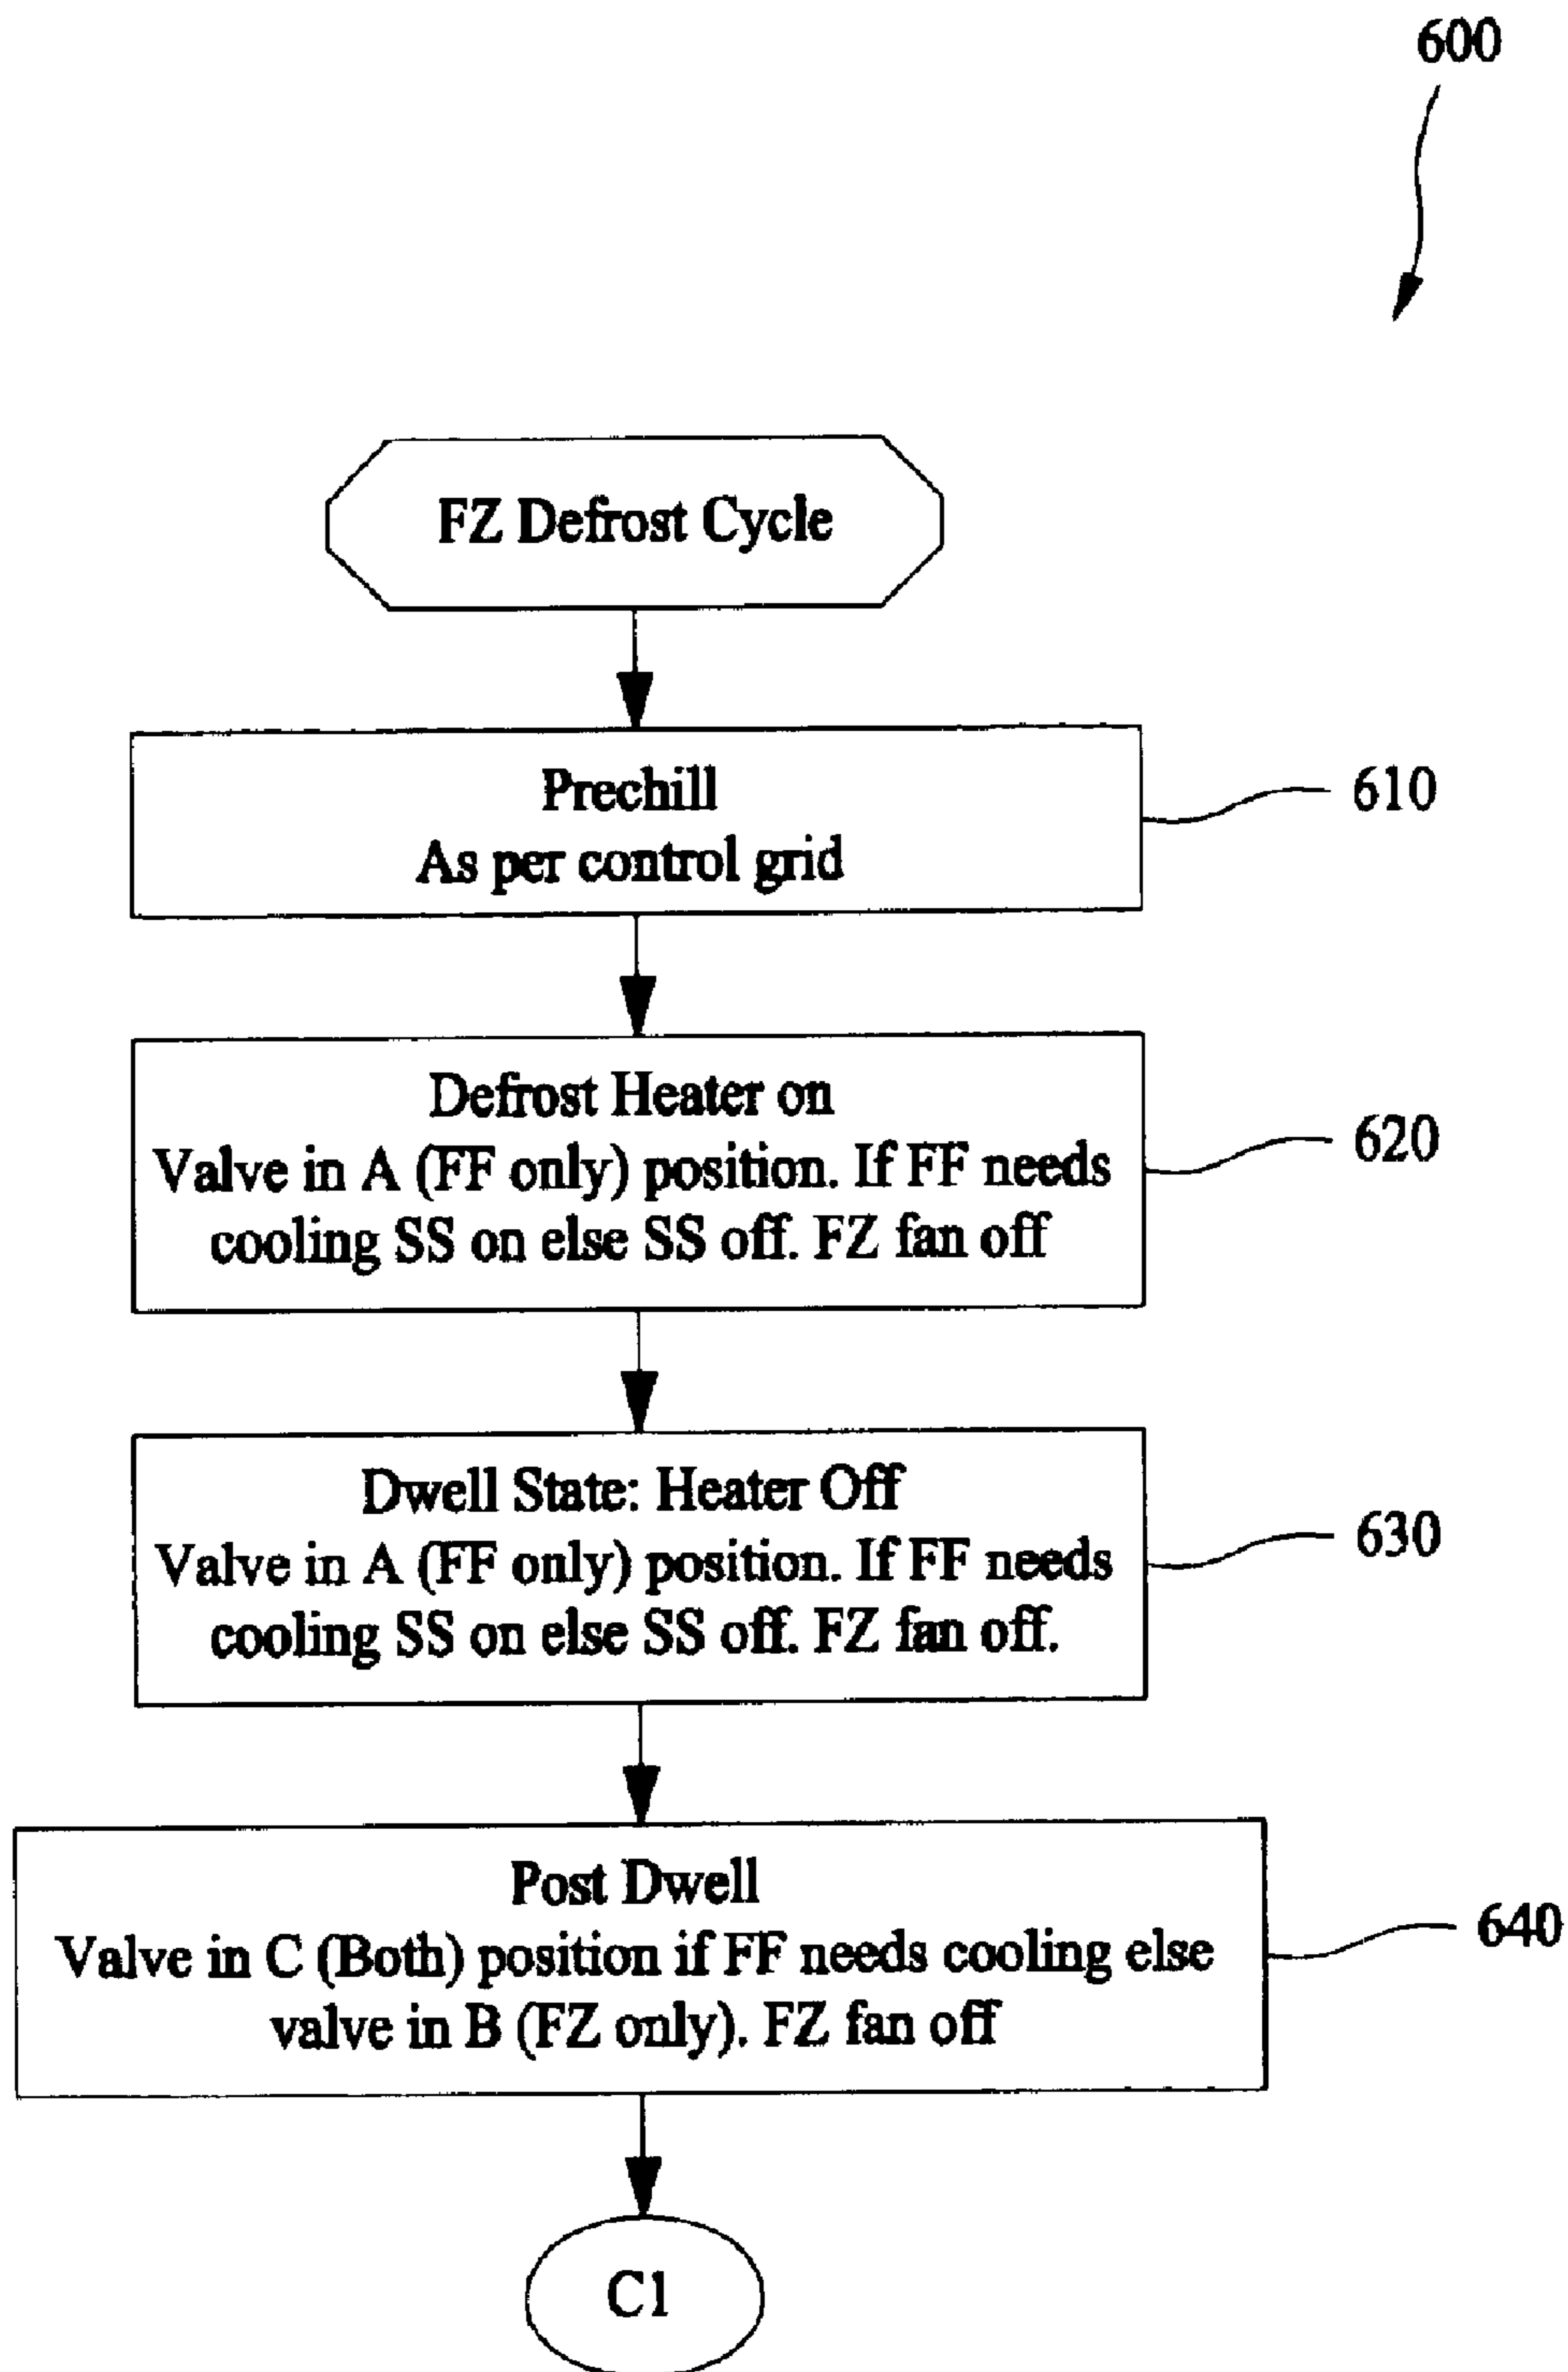 600
FZ Defrost Cycle
Prechill
As per control grid
610
Defrost Heater on
Valve in A (FF only) position. If FF needs
cooling SS on else SS off. FZ fan off
620
Dwell State: Heater Off
Valve in A (FF only) position. If FF needs
cooling SS on else SS off. FZ fan off.
630
Post Dwell
Valve in C (Both) position if FF needs cooling else
valve in B (FZ only). FZ fan off
640
C1